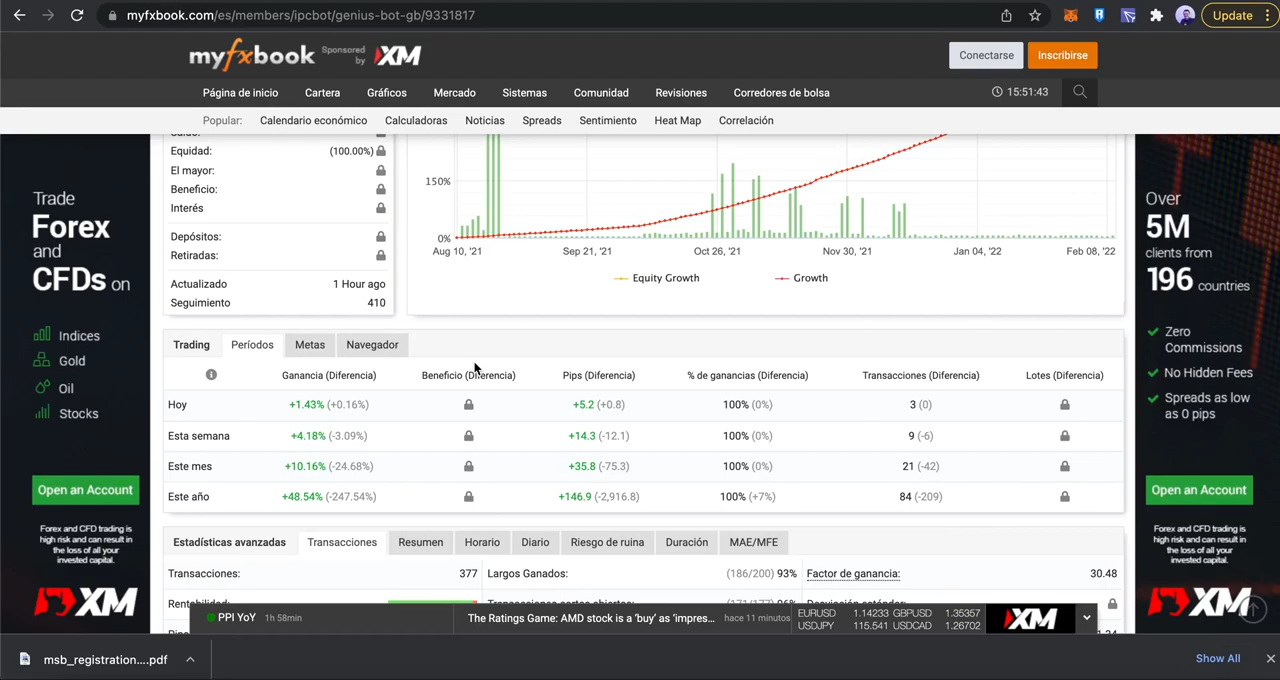 myfxbook.com/es/members/ipcbot/genius-bot-gb/9331817
Update
myfxbook Sponsored by XM
Conectarse
Inscribirse
Página de inicio Cartera Gráficos Mercado Sistemas Comunidad Revisiones Corredores de bolsa
15:51:43
Popular: Calendario económico Calculadoras Noticias Spreads Sentimiento Heat Map Correlación
Equidad: (100.00%)
El mayor:
Beneficio:
Interés
Depósitos:
Retiradas:
Actualizado 1 Hour ago
Seguimiento 410
150%
0%
Aug 10, '21 Sep 21, '21 Oct 26, '21 Nov 30, '21 Jan 04, '22 Feb 08, '22
Equity Growth Growth
Trade
Forex
and
CFDs on
Indices
Gold
Oil
Stocks
Open an Account
Forex and CFD trading is
high risk and can result in
the loss of all your
invested capital.
XM
Trading Períodos Metas Navegador
Ganancia (Diferencia) Beneficio (Diferencia) Pips (Diferencia) % de ganancias (Diferencia) Transacciones (Diferencia) Lotes (Diferencia)
Hoy +1.43% (+0.16%) +5.2 (+0.8) 100% (0%) 3 (0)
Esta semana +4.18% (-3.09%) +14.3 (-12.1) 100% (0%) 9 (-6)
Este mes +10.16% (-24.68%) +35.8 (-75.3) 100% (0%) 21 (-42)
Este año +48.54% (-247.54%) +146.9 (-2,916.8) 100% (+7%) 84 (-209)
Estadísticas avanzadas Transacciones Resumen Horario Diario Riesgo de ruina Duración MAE/MFE
Transacciones: 377 Largos Ganados: (186/200) 93% Factor de ganancia: 30.48
PPI YoY 1h 58min
The Ratings Game: AMD stock is a 'buy' as 'impres... hace 11 minutos
EURUSD 1.14233 GBPUSD 1.35357
USDJPY 115.541 USDCAD 1.26702
XM
Over
5M
clients from
196 countries
Zero
Commissions
No Hidden Fees
Spreads as low
as 0 pips
Open an Account
Forex and CFD trading is
high risk and can result in
the loss of all your
invested capital.
XM
msb_registration....pdf
Show All